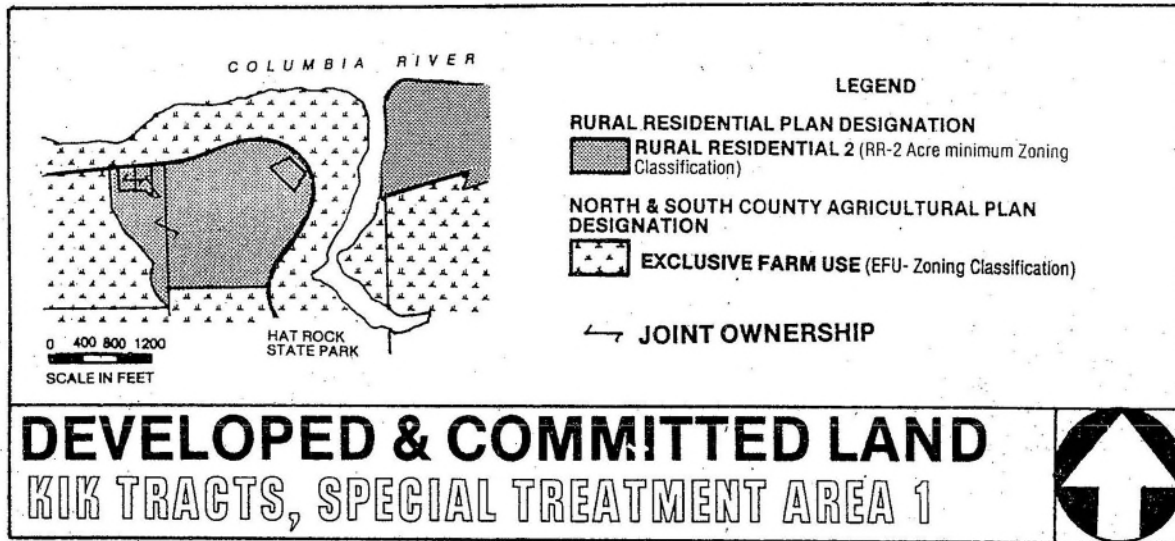 COLUMBIA RIVER
HAT ROCK
STATE PARK
0 400 800 1200
SCALE IN FEET
LEGEND
RURAL RESIDENTIAL PLAN DESIGNATION
RURAL RESIDENTIAL 2 (RR-2 Acre minimum Zoning
Classification)
NORTH & SOUTH COUNTY AGRICULTURAL PLAN
DESIGNATION
EXCLUSIVE FARM USE (EFU- Zoning Classification)
JOINT OWNERSHIP
DEVELOPED & COMMITTED LAND
KIK TRACTS, SPECIAL TREATMENT AREA 1